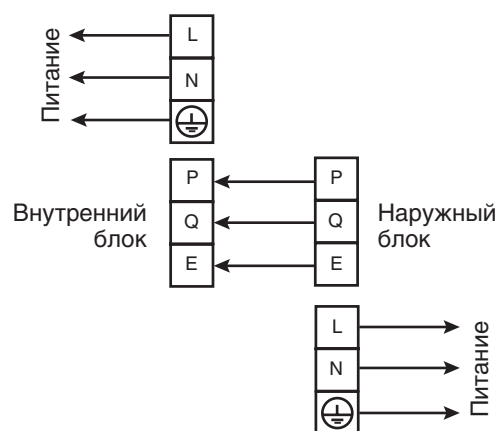 Питание
L
N
P P
Внутренний Q Q Наружный
блок блок
E E
L
N
Питание